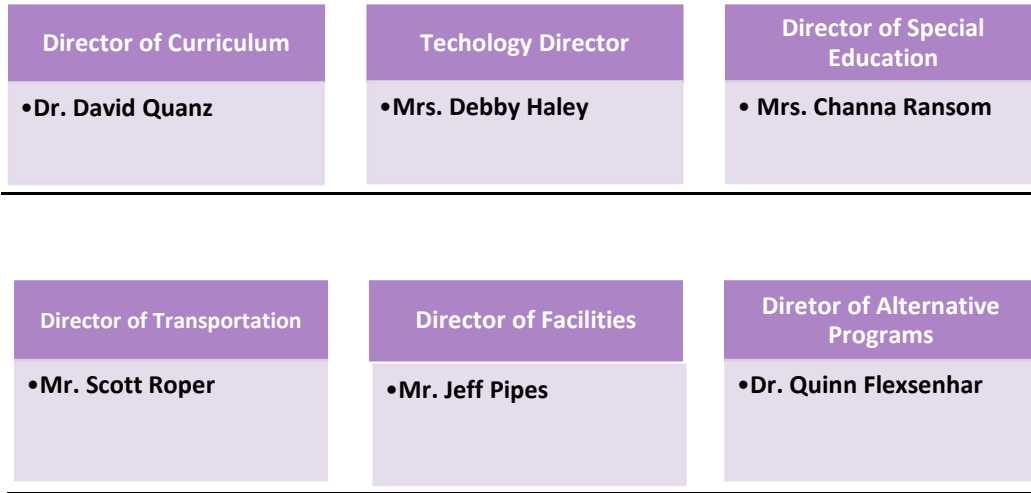 Director of Curriculum
•Dr. David Quanz
Techology Director
•Mrs. Debby Haley
Director of Special
Education
• Mrs. Channa Ransom
Director of Transportation
•Mr. Scott Roper
Director of Facilities
•Mr. Jeff Pipes
Diretor of Alternative
Programs
•Dr. Quinn Flexsenhar